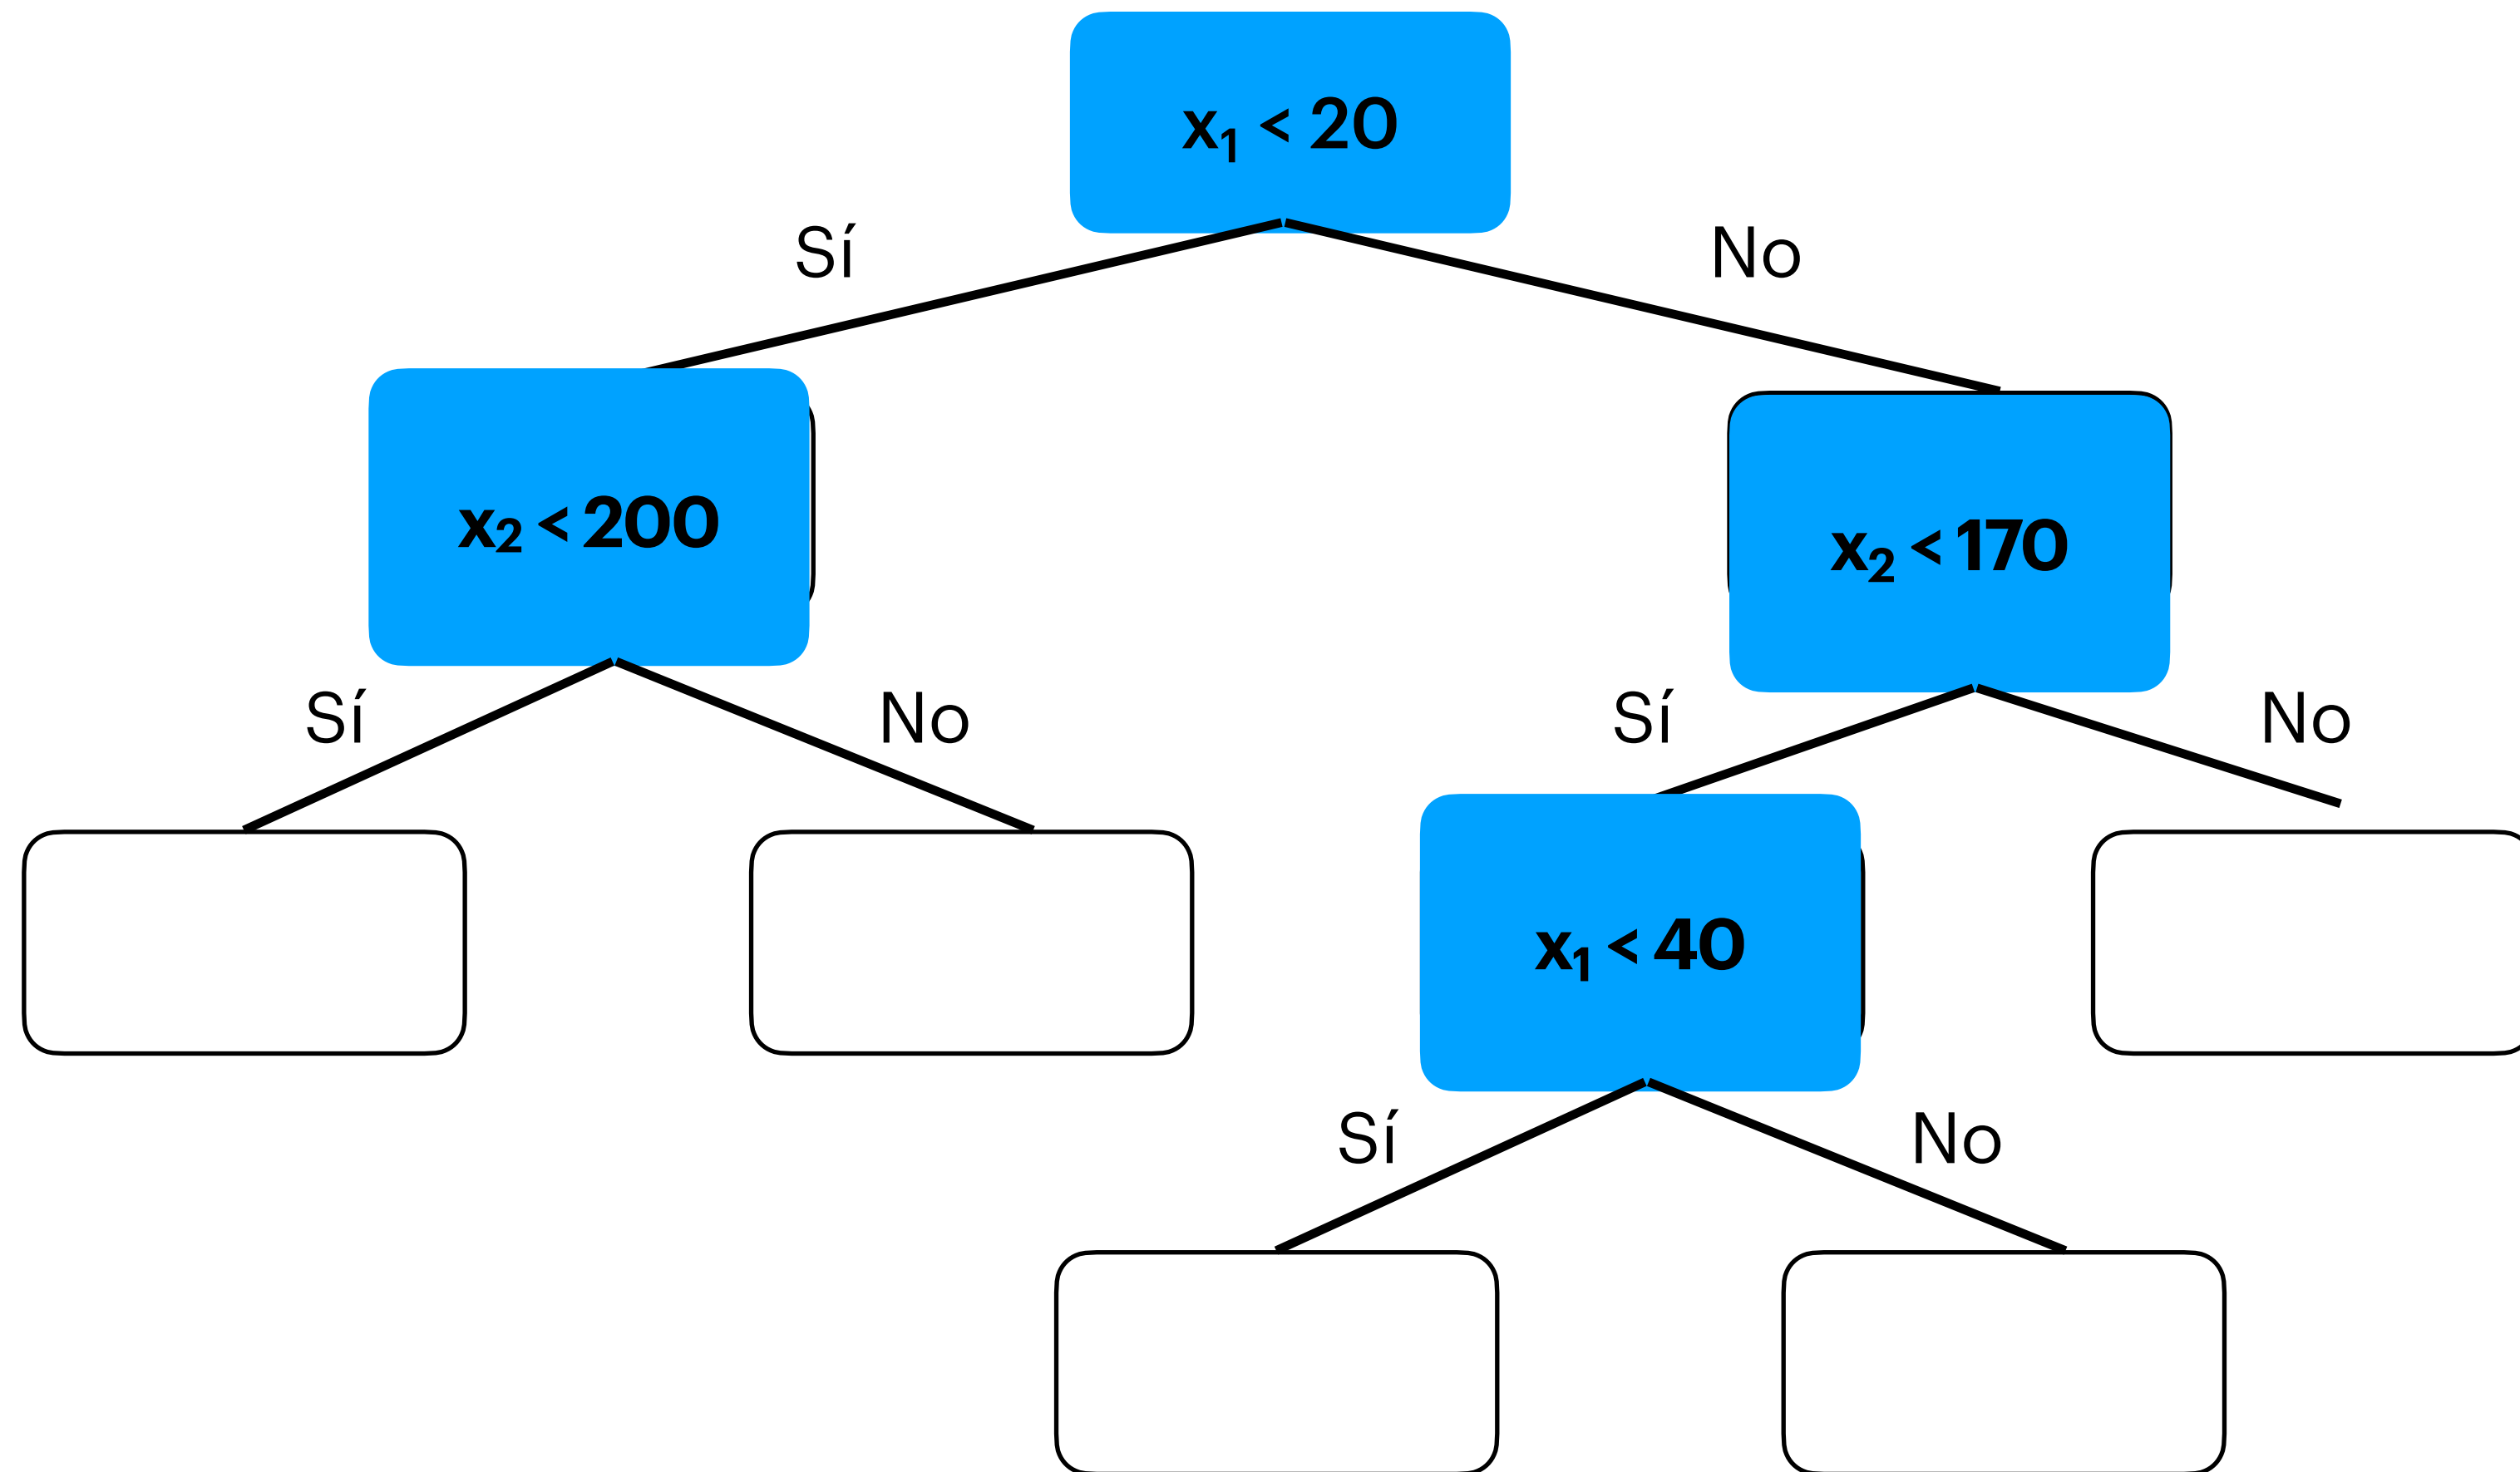 x₁ < 20
Sí
No
x₂ < 200
x₂ < 170
Sí
No
Sí
No
x₁ < 40
Sí
No